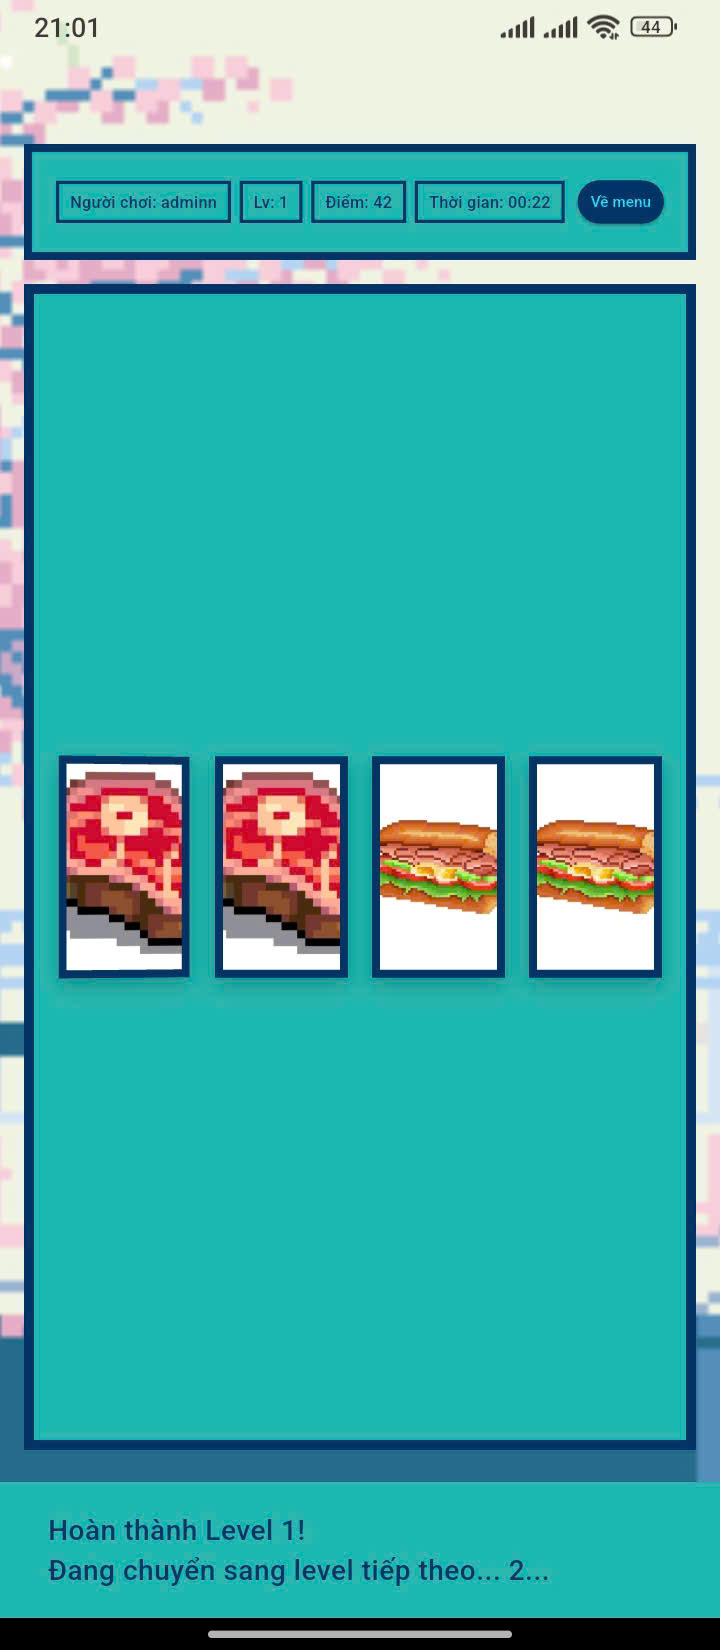 21:01
44
Người chơi: adminn
Lv: 1
Điểm: 42
Thời gian: 00:22
Về menu
Hoàn thành Level 1!
Đang chuyển sang level tiếp theo... 2...